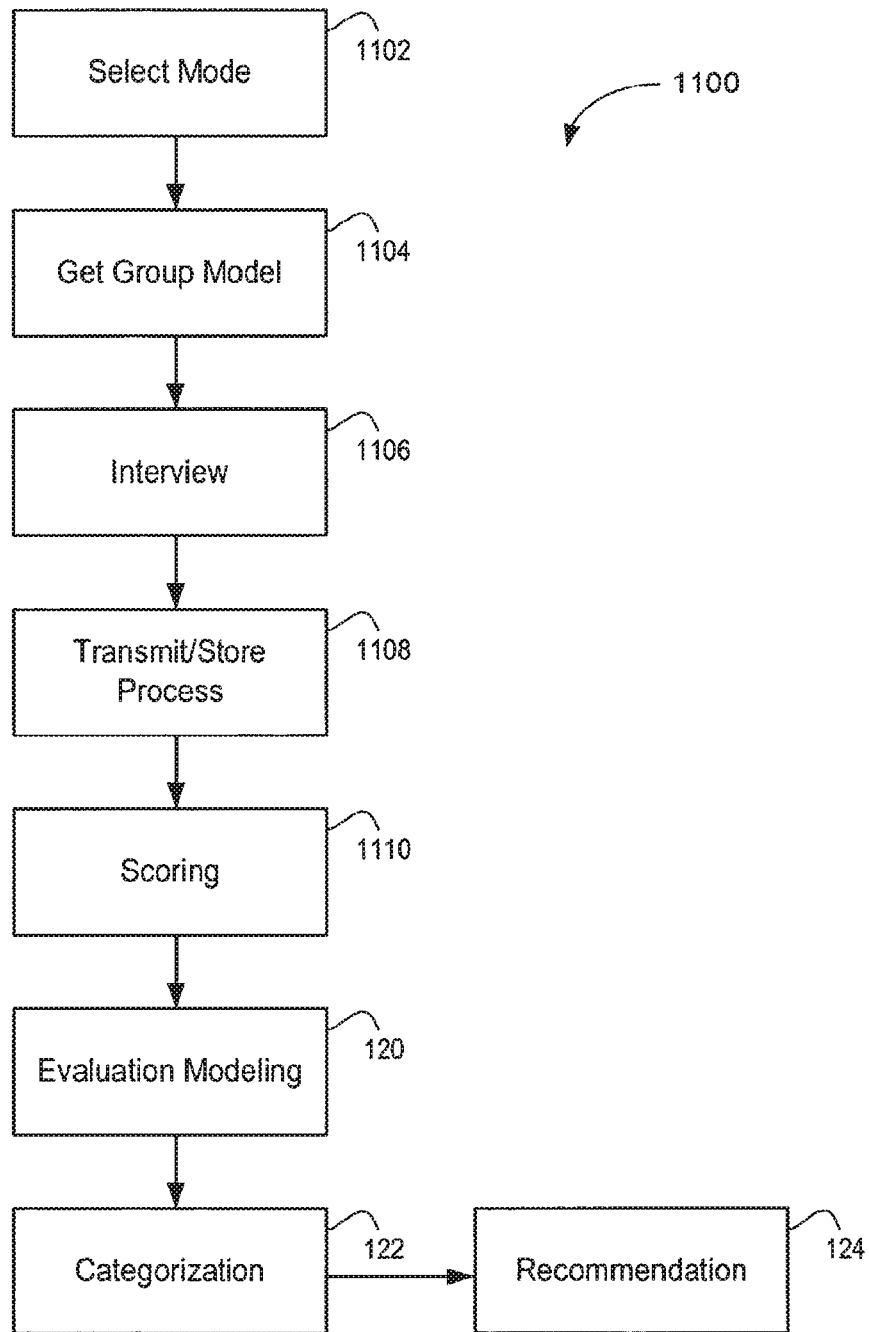 Select Mode
1102
1100
Get Group Model
1104
Interview
1106
Transmit/Store
Process
1108
Scoring
1110
Evaluation Modeling
120
Categorization
122
Recommendation
124